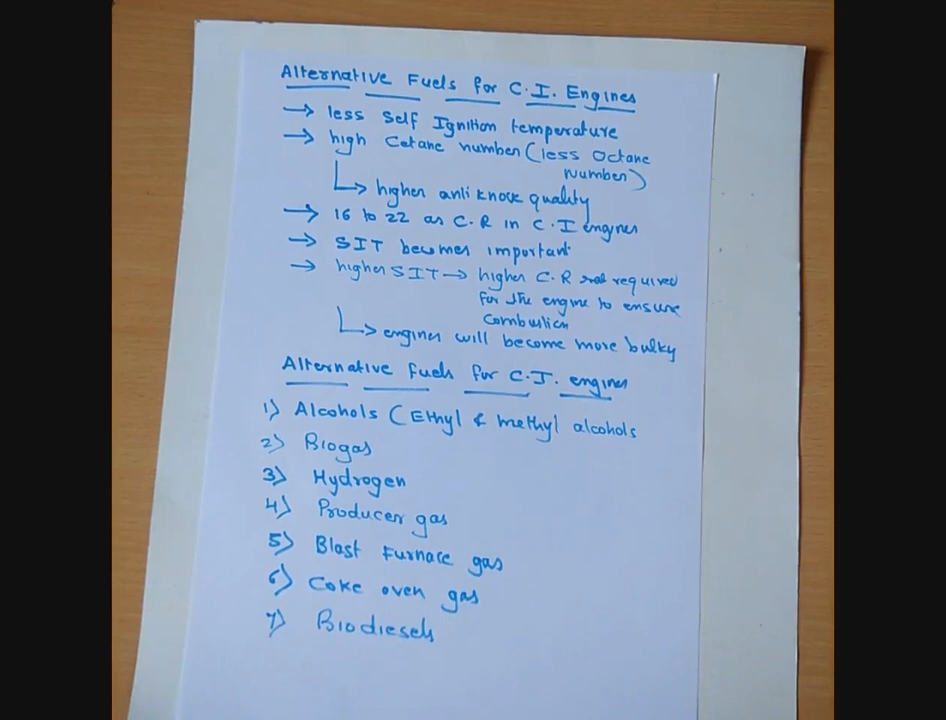 Alternative Fuels for C.I. Engines
→ less Self Ignition temperature
→ high Cetane number (less Octane
number)
↳ higher anti knock quality
→ 16 to 22 as C.R in C.I engines
→ SIT becomes important
→ higher SIT → higher C.R required
for the engine to ensure
combustion
↳ engines will become more bulky
Alternative Fuels for C.I. engines
1) Alcohols (Ethyl & methyl alcohols
2) Biogas
3) Hydrogen
4) Producer gas
5) Blast Furnace gas
6) Coke oven gas
7) Biodiesels